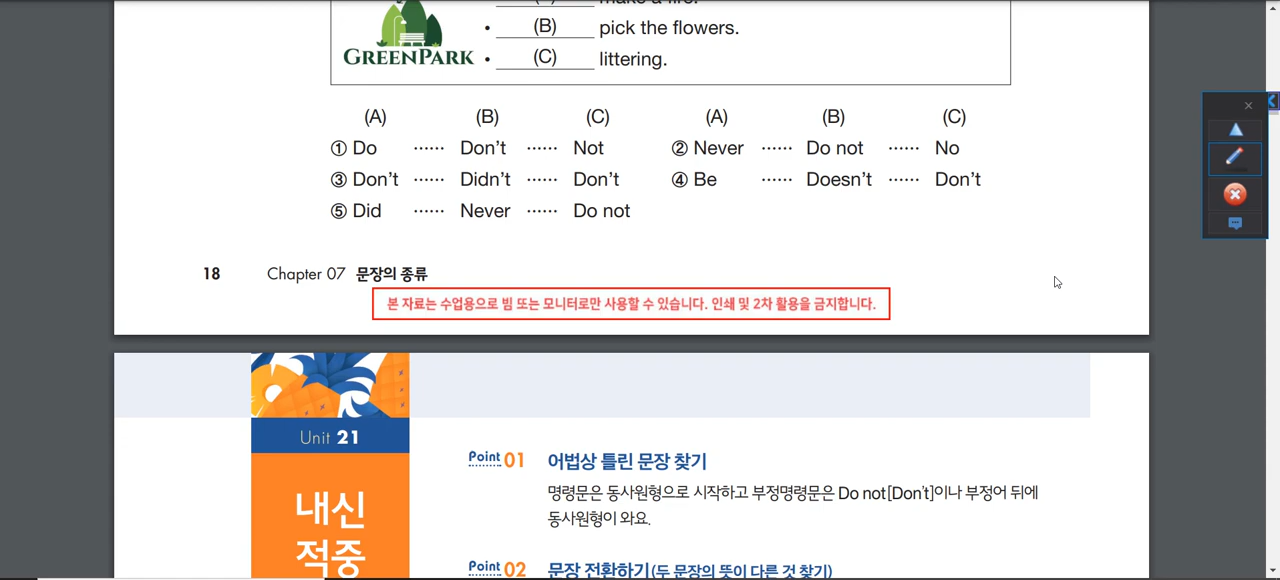 make a fire.
• (B) pick the flowers.
GREENPARK • (C) littering.
(A) (B) (C) (A) (B) (C)
① Do ······ Don't ······ Not ② Never ······ Do not ······ No
③ Don't ······ Didn't ······ Don't ④ Be ······ Doesn't ······ Don't
⑤ Did ······ Never ······ Do not
18 Chapter 07 문장의 종류
본 자료는 수업용으로 빔 또는 모니터로만 사용할 수 있습니다. 인쇄 및 2차 활용을 금지합니다.
Unit 21
Point 01 어법상 틀린 문장 찾기
명령문은 동사원형으로 시작하고 부정명령문은 Do not[Don't]이나 부정어 뒤에
동사원형이 와요.
내신
적중
Point 02 문장 전환하기(두 문장의 뜻이 다른 것 찾기)